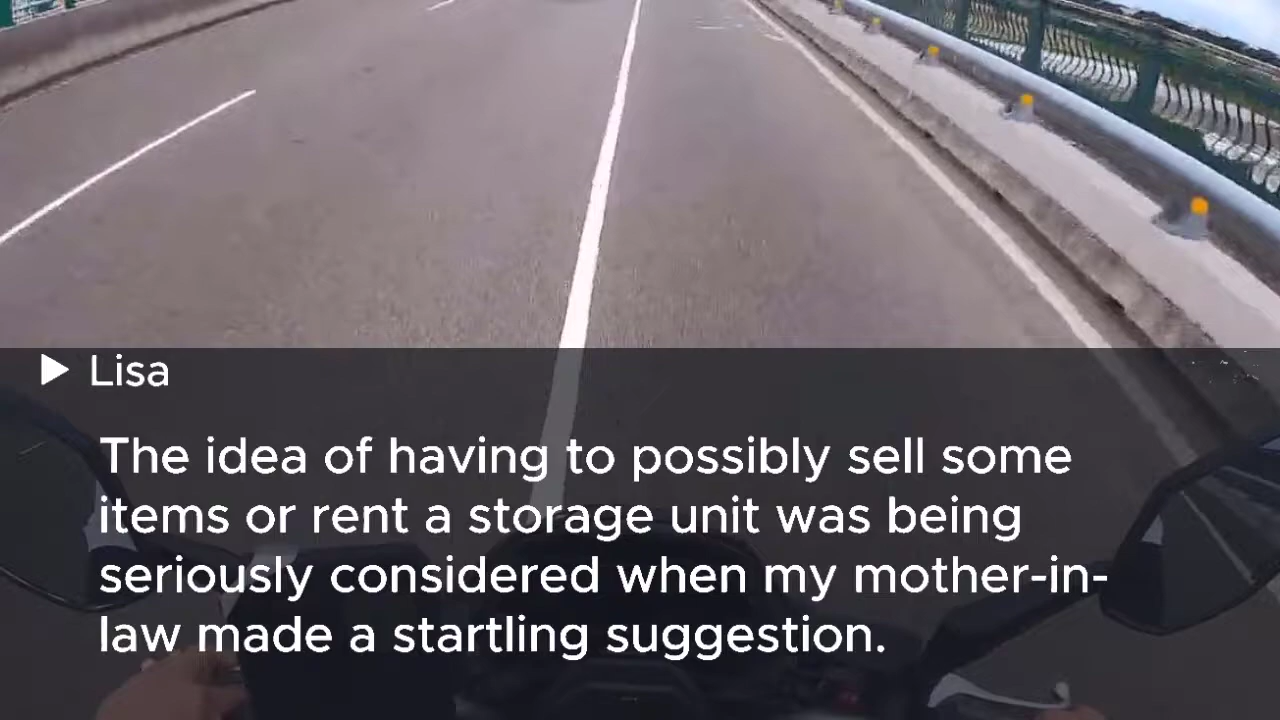 Lisa
The idea of having to possibly sell some
items or rent a storage unit was being
seriously considered when my mother-in-
law made a startling suggestion.